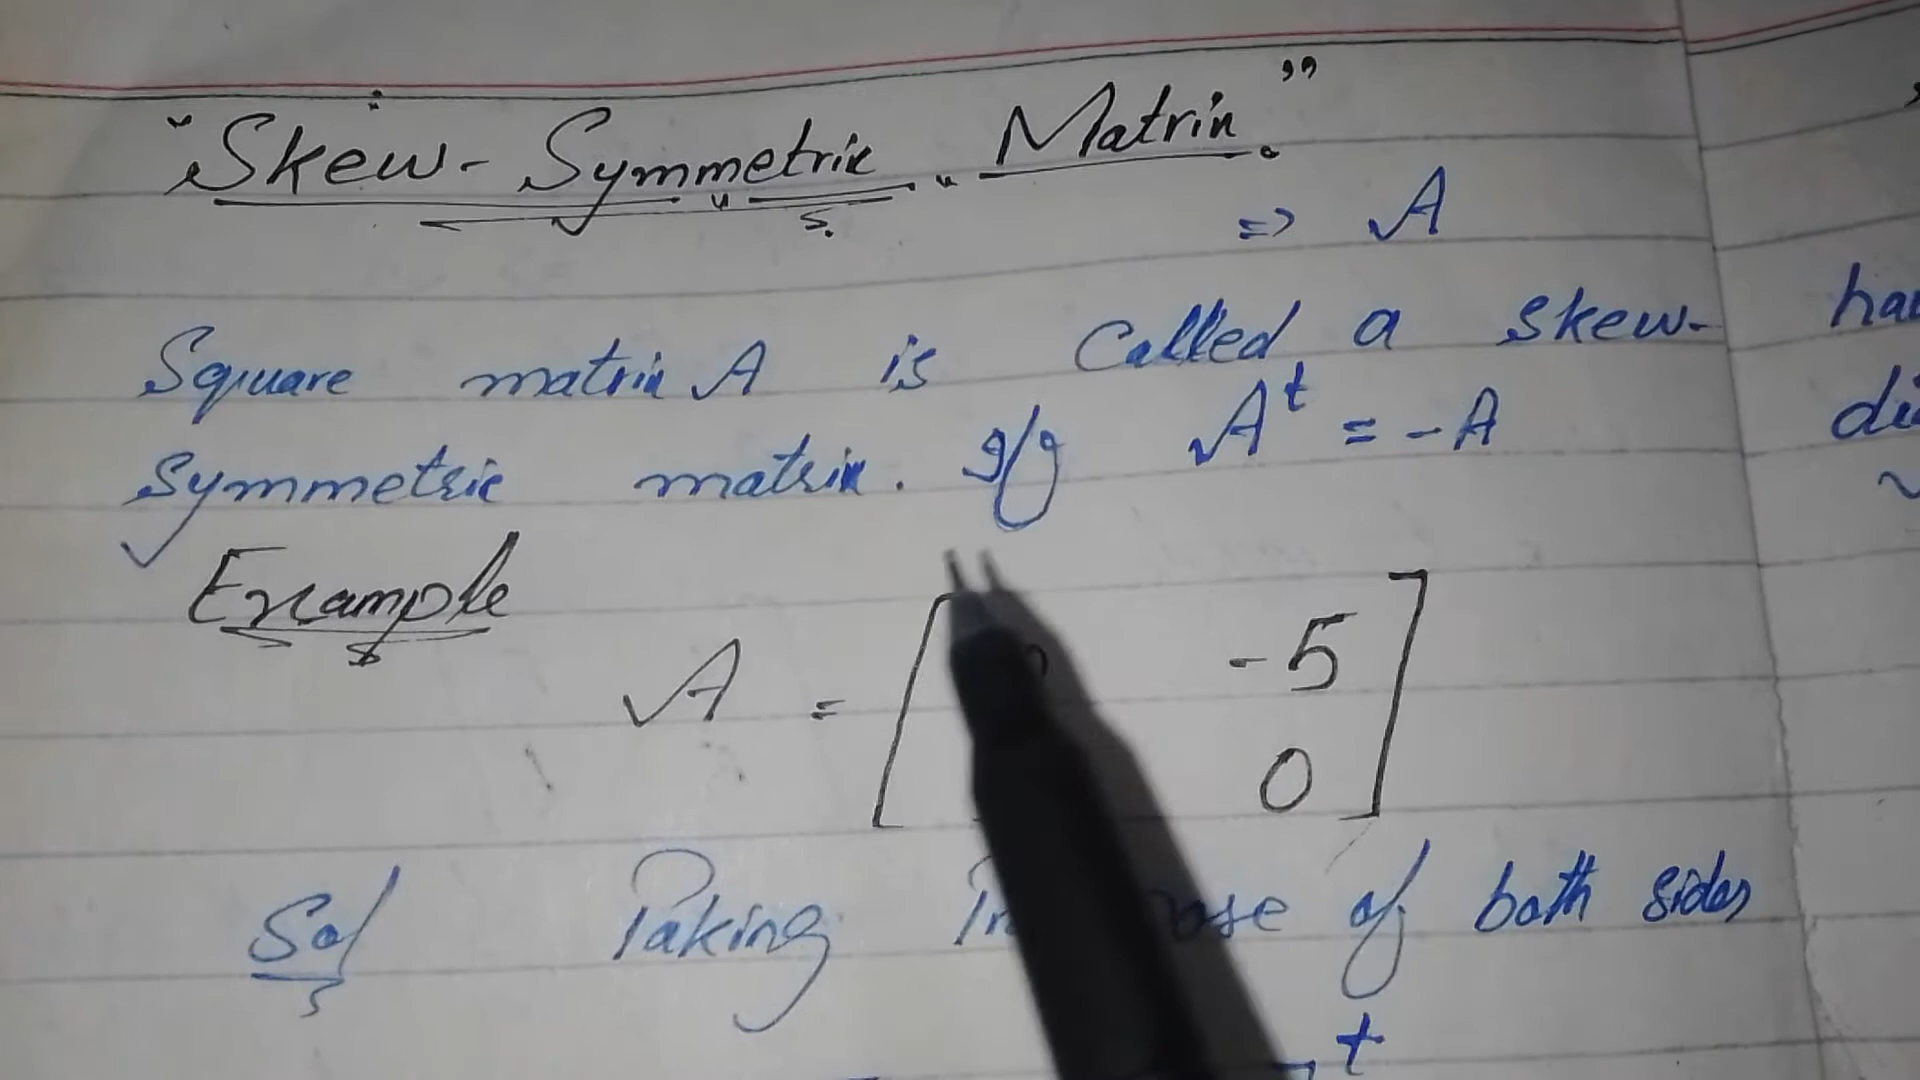 "Skew-Symmetric Matrix"
=> A
Square matrix A is Called a skew-
Symmetric matrix. If A^t = -A
Example
A = [ -5 ]
0
Sol Taking of both sides
t